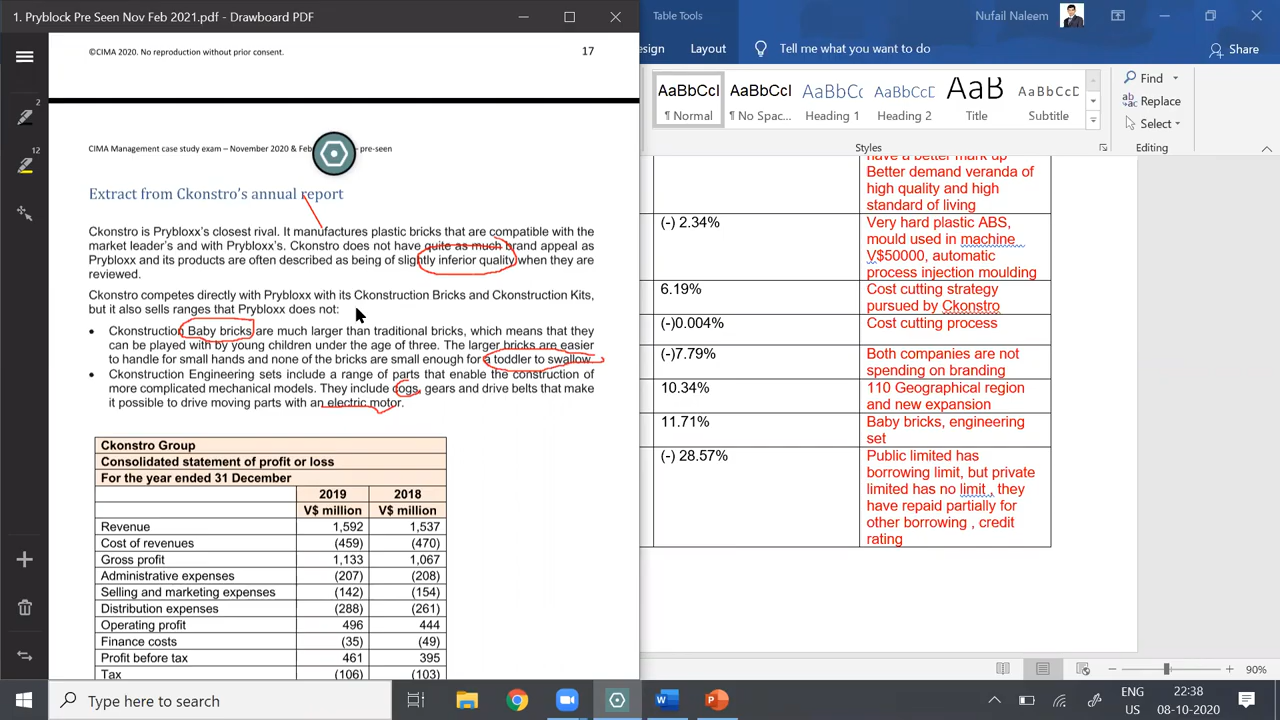 1. Pryblock Pre Seen Nov Feb 2021.pdf - Drawboard PDF
Table Tools
Nufail Naleem
esign
Layout
Tell me what you want to do
Share
AaBbCcI
¶ Normal
AaBbCcI
¶ No Spac...
AaBbCc
Heading 1
AaBbCcD
Heading 2
AaB
Title
AaBbCcD
Subtitle
Find
Replace
Select
Styles
Editing
2
12
©CIMA 2020. No reproduction without prior consent.
17
CIMA Management case study exam – November 2020 & Feb
pre-seen
Extract from Ckonstro's annual report
Ckonstro is Prybloxx's closest rival. It manufactures plastic bricks that are compatible with the
market leader's and with Prybloxx's. Ckonstro does not have quite as much brand appeal as
Prybloxx and its products are often described as being of slightly inferior quality when they are
reviewed.
Ckonstro competes directly with Prybloxx with its Ckonstruction Bricks and Ckonstruction Kits,
but it also sells ranges that Prybloxx does not:
• Ckonstruction Baby bricks are much larger than traditional bricks, which means that they
can be played with by young children under the age of three. The larger bricks are easier
to handle for small hands and none of the bricks are small enough for a toddler to swallow.
• Ckonstruction Engineering sets include a range of parts that enable the construction of
more complicated mechanical models. They include cogs, gears and drive belts that make
it possible to drive moving parts with an electric motor.
Ckonstro Group
Consolidated statement of profit or loss
For the year ended 31 December
2019 2018
V$ million V$ million
Revenue 1,592 1,537
Cost of revenues (459) (470)
Gross profit 1,133 1,067
Administrative expenses (207) (208)
Selling and marketing expenses (142) (154)
Distribution expenses (288) (261)
Operating profit 496 444
Finance costs (35) (49)
Profit before tax 461 395
Tax (106) (103)
have a better mark up
Better demand veranda of
high quality and high
standard of living
(-) 2.34% Very hard plastic ABS,
mould used in machine
V$50000, automatic
process injection moulding
6.19% Cost cutting strategy
pursued by Ckonstro
(-)0.004% Cost cutting process
(-)7.79% Both companies are not
spending on branding
10.34% 110 Geographical region
and new expansion
11.71% Baby bricks, engineering
set
(-) 28.57% Public limited has
borrowing limit, but private
limited has no limit , they
have repaid partially for
other borrowing , credit
rating
90%
Type here to search
ENG
US
22:38
08-10-2020